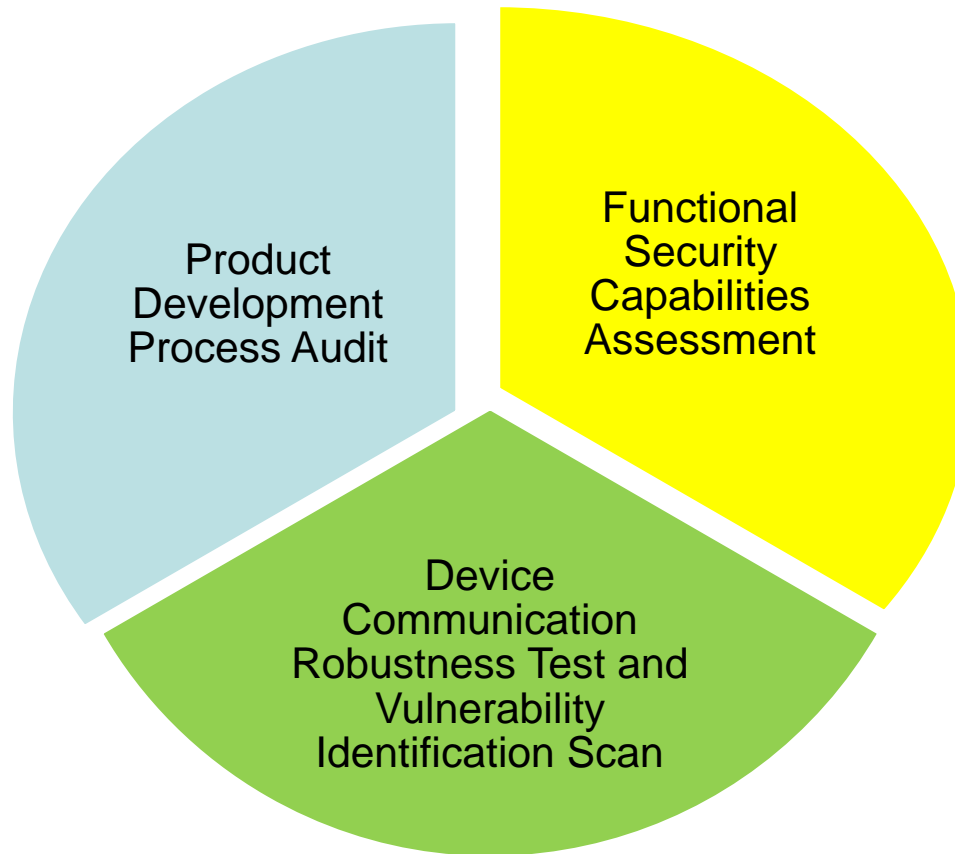 Product
Development
Process Audit
Functional
Security
Capabilities
Assessment
Device
Communication
Robustness Test and
Vulnerability
Identification Scan